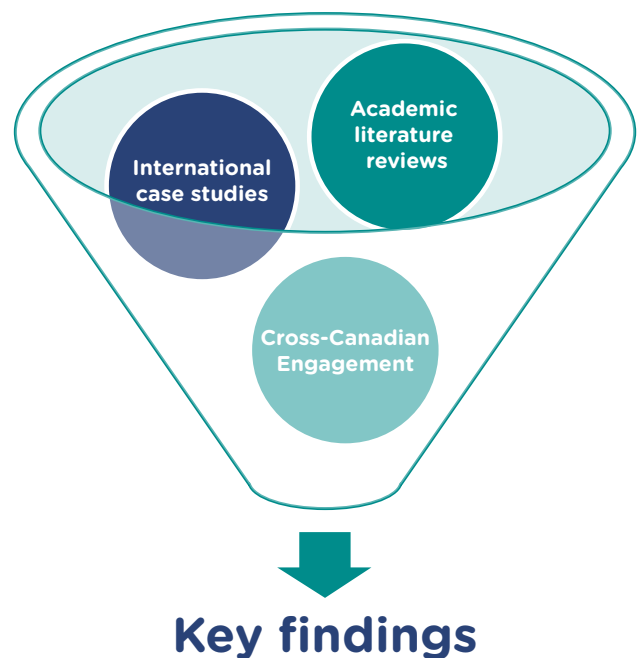 Academic
literature
reviews
International
case studies
Cross-Canadian
Engagement
Key findings